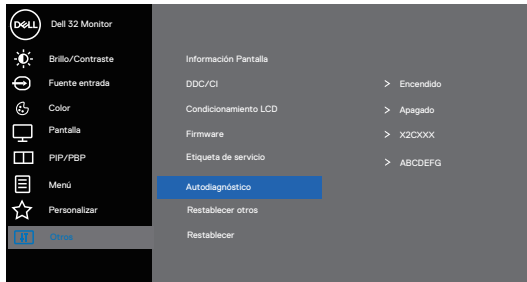 DELL
Dell 32 Monitor
Brillo/Contraste
Fuente entrada
Color
Pantalla
PIP/PBP
Menú
Personalizar
Otros
Información Pantalla
DDC/CI > Encendido
Condicionamiento LCD > Apagado
Firmware > X2CXXX
Etiqueta de servicio > ABCDEFG
Autodiagnóstico
Restablecer otros
Restablecer